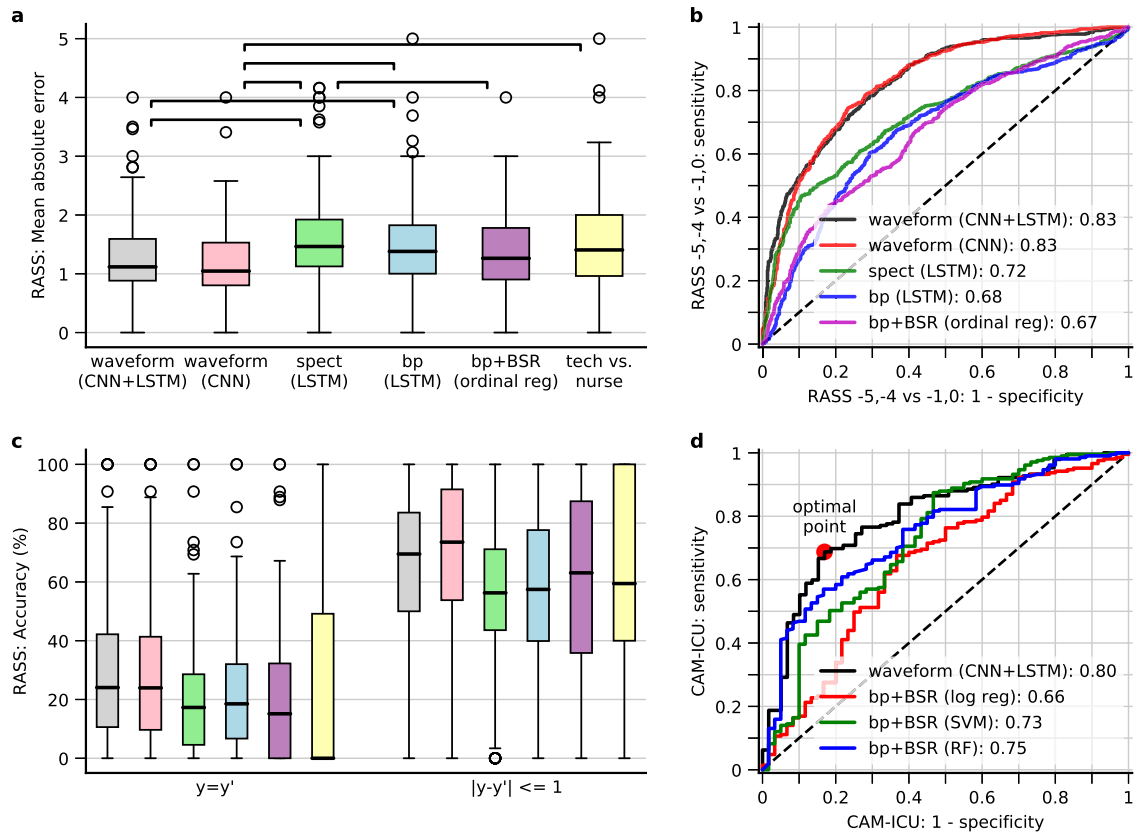 a
RASS: Mean absolute error
5
4
3
2
1
0
waveform
(CNN+LSTM)
waveform
(CNN)
spect
(LSTM)
bp
(LSTM)
bp+BSR
(ordinal reg)
tech vs.
nurse
b
RASS -5,-4 vs -1,0: sensitivity
1
0.8
0.6
0.4
0.2
0
waveform (CNN+LSTM): 0.83
waveform (CNN): 0.83
spect (LSTM): 0.72
bp (LSTM): 0.68
bp+BSR (ordinal reg): 0.67
0
0.2
0.4
0.6
0.8
1
RASS -5,-4 vs -1,0: 1 - specificity
c
RASS: Accuracy (%)
100
80
60
40
20
0
y=y'
|y-y'| <= 1
d
CAM-ICU: sensitivity
1
0.8
0.6
0.4
0.2
0
optimal
point
waveform (CNN+LSTM): 0.80
bp+BSR (log reg): 0.66
bp+BSR (SVM): 0.73
bp+BSR (RF): 0.75
0
0.2
0.4
0.6
0.8
1
CAM-ICU: 1 - specificity